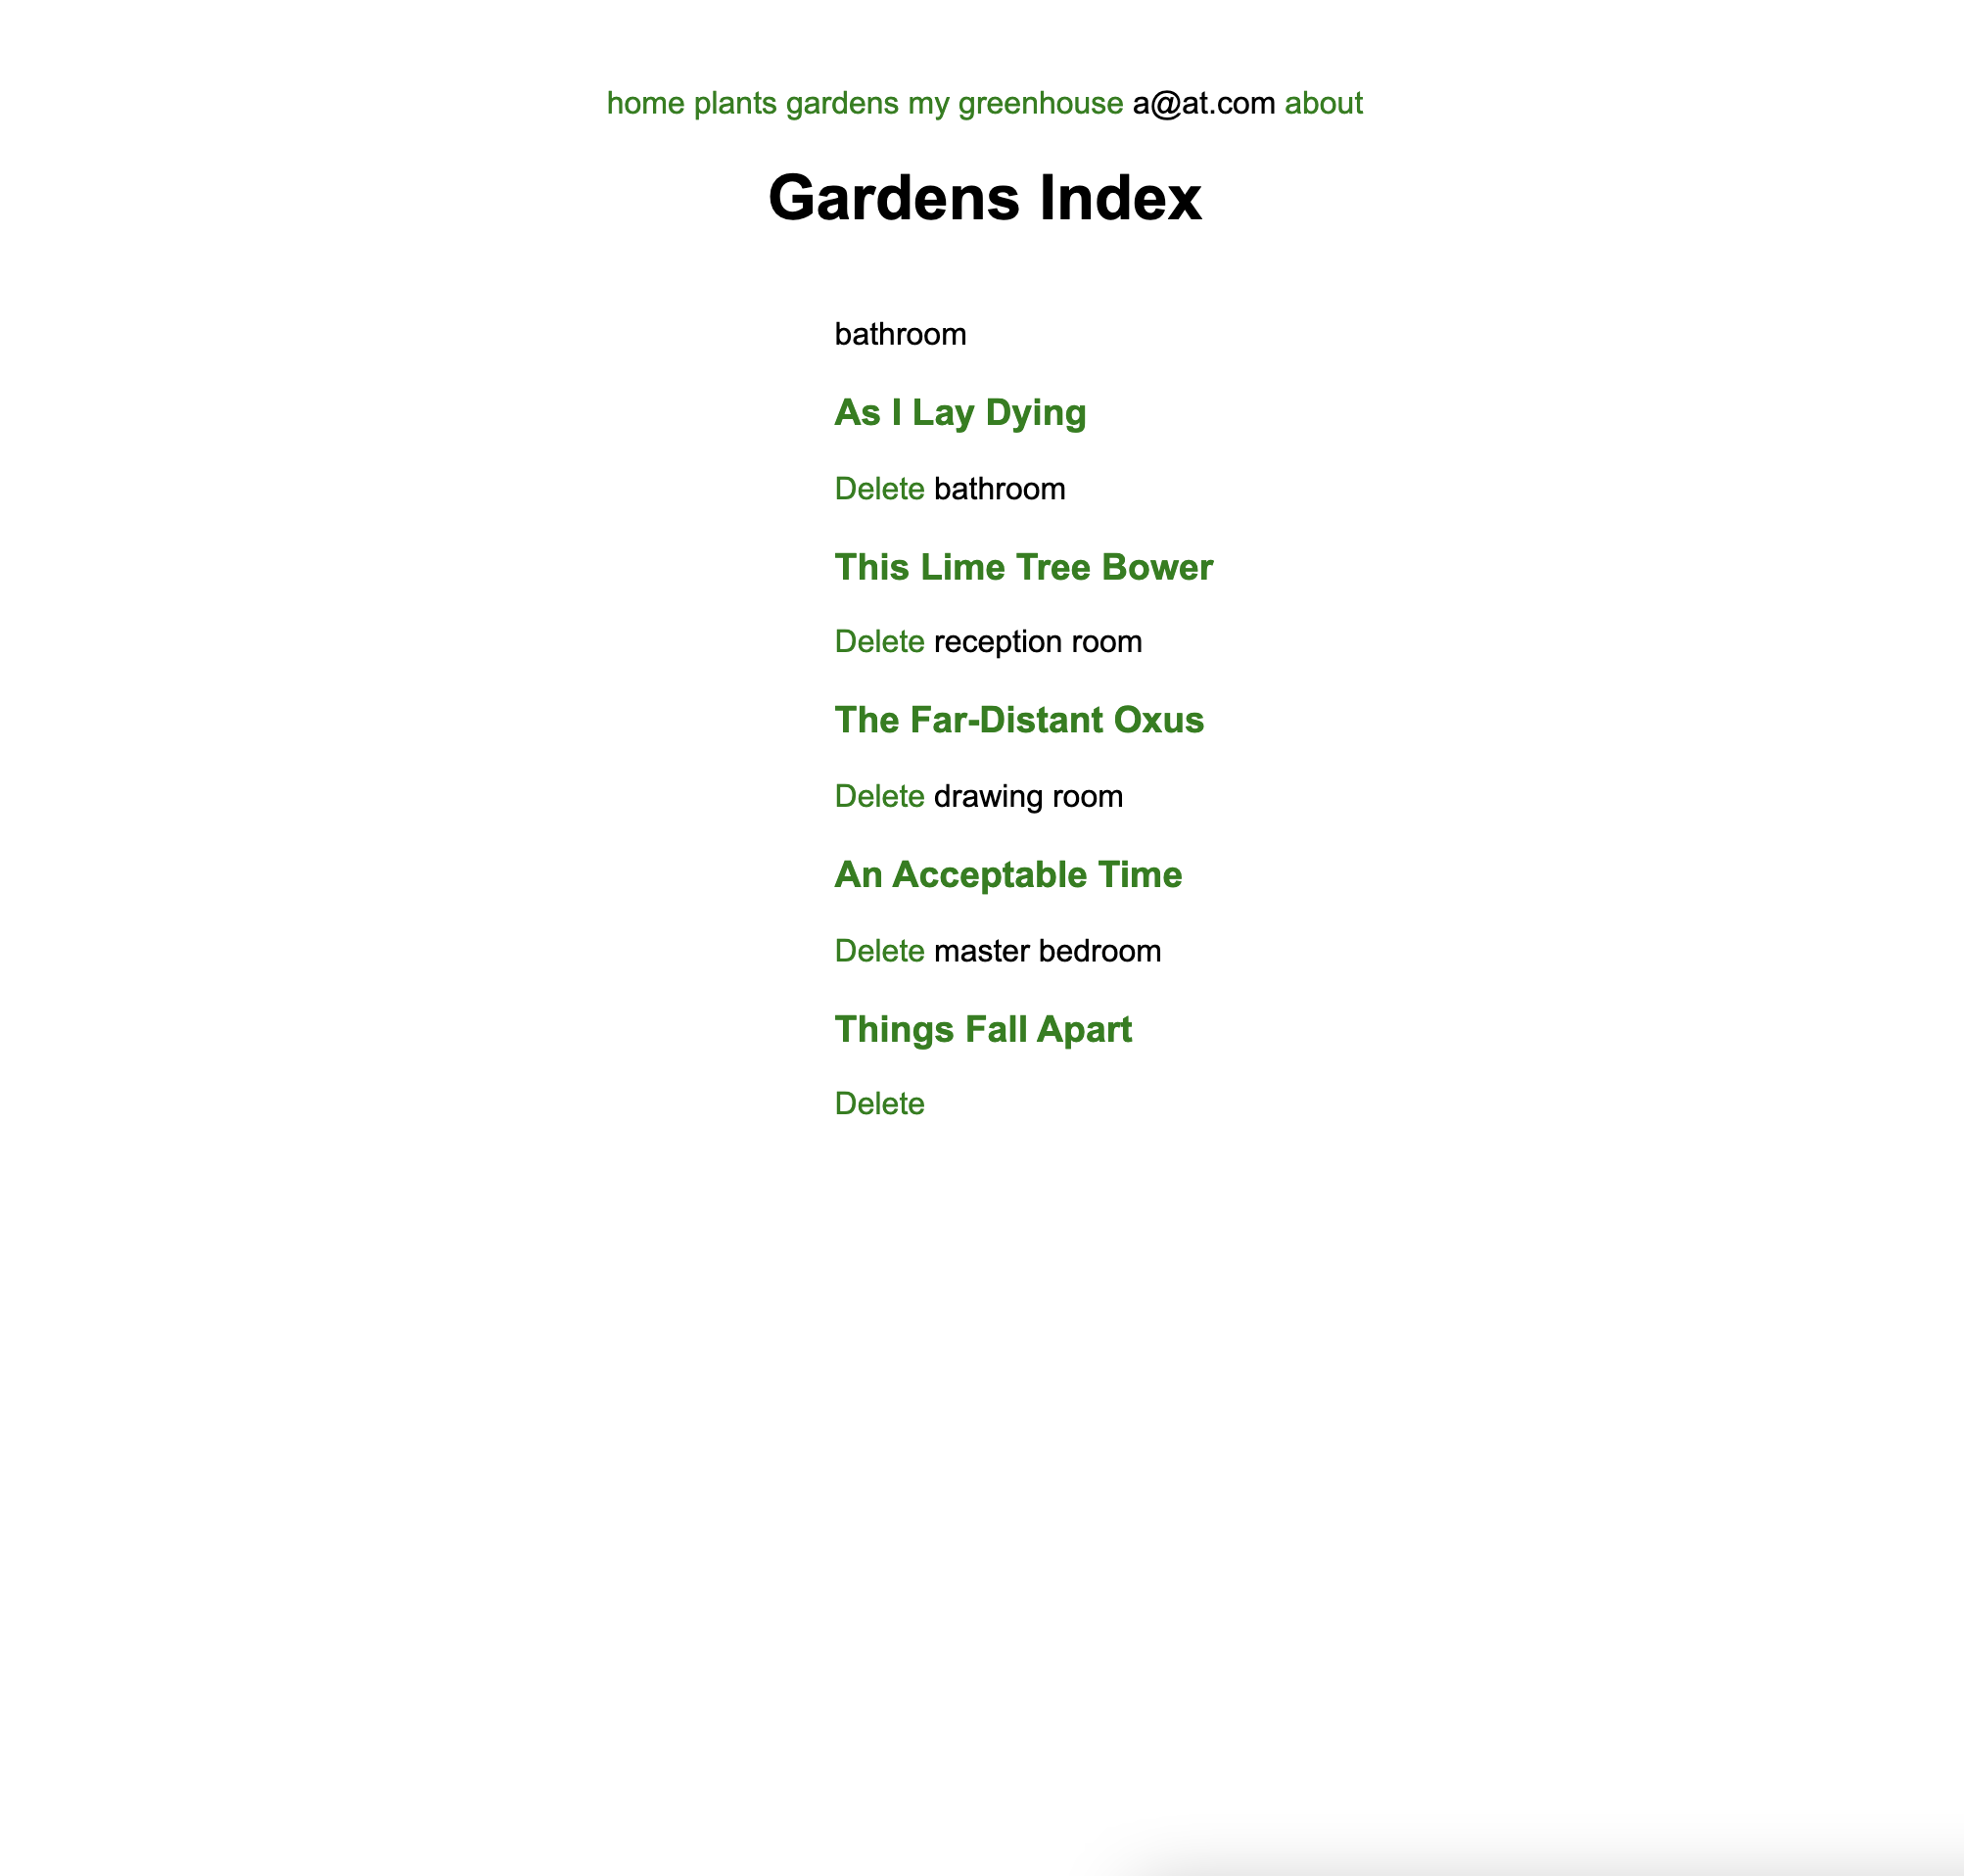 home plants gardens my greenhouse a@at.com about
Gardens Index
bathroom
As I Lay Dying
Delete bathroom
This Lime Tree Bower
Delete reception room
The Far-Distant Oxus
Delete drawing room
An Acceptable Time
Delete master bedroom
Things Fall Apart
Delete